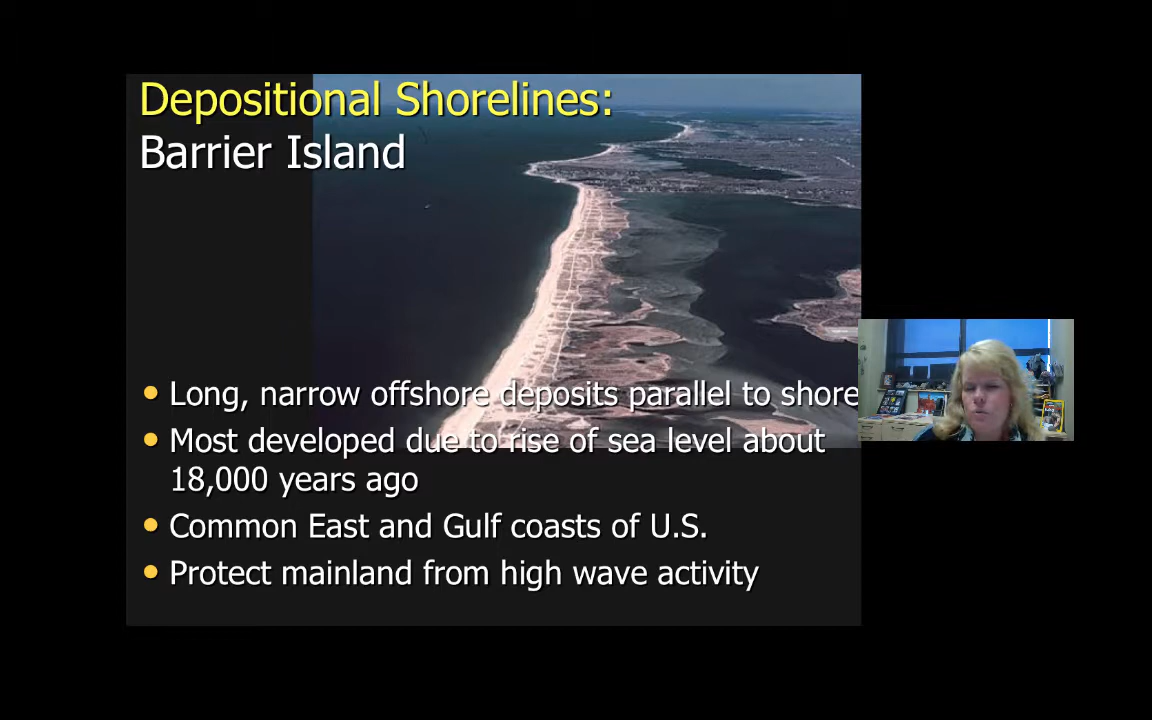 Depositional Shorelines:
Barrier Island
• Long, narrow offshore deposits parallel to shore
• Most developed due to rise of sea level about
18,000 years ago
• Common East and Gulf coasts of U.S.
• Protect mainland from high wave activity